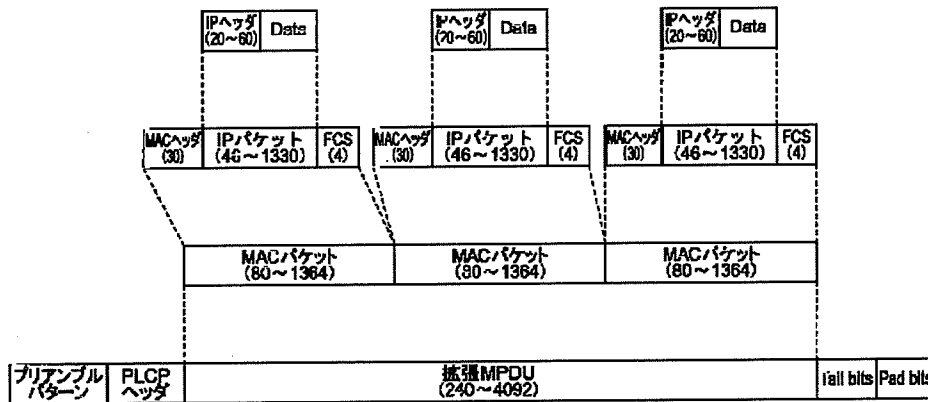 IPヘッダ
(20~60)
Data
IPヘッダ
(20~60)
Data
IPヘッダ
(20~60)
Data
MACヘッダ
(30)
IPパケット
(46~1330)
FCS
(4)
MACヘッダ
(30)
IPパケット
(46~1330)
FCS
(4)
MACヘッダ
(30)
IPパケット
(46~1330)
FCS
(4)
MACパケット
(80~1364)
MACパケット
(80~1364)
MACパケット
(80~1364)
プリアンブル
パターン
PLCP
ヘッダ
拡張MPDU
(240~4092)
Tail bits
Pad bits